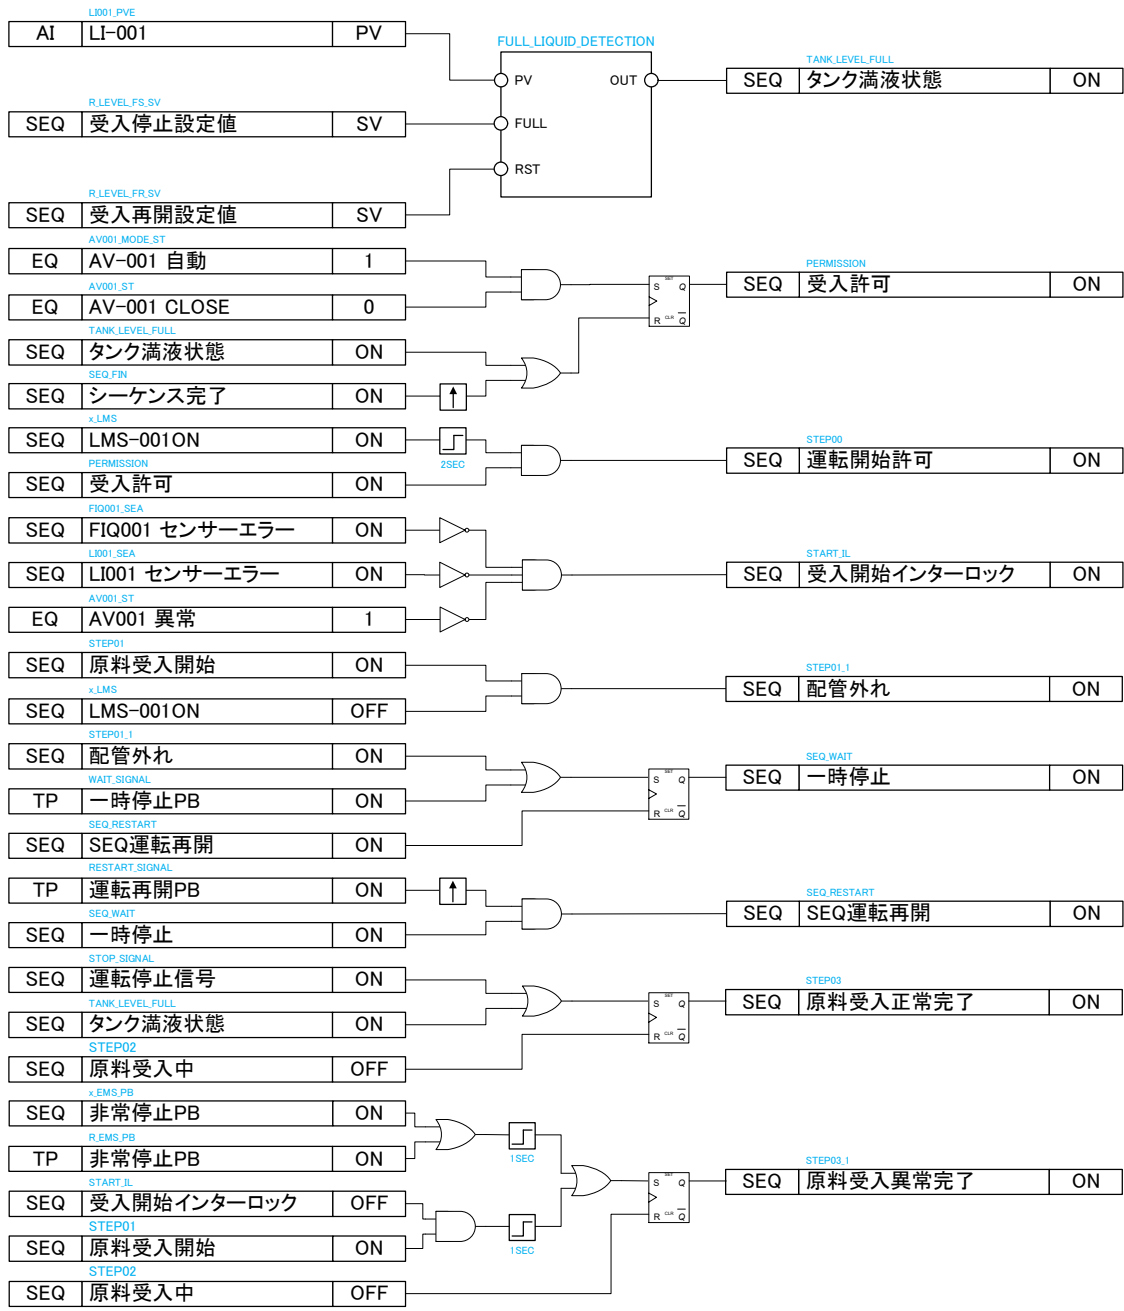 LI001_PVE
AI LI-001 PV
FULL_LIQUID_DETECTION
PV OUT
FULL
RST
TANK_LEVEL_FULL
SEQ タンク満液状態 ON
R_LEVEL_FS_SV
SEQ 受入停止設定値 SV
R_LEVEL_FR_SV
SEQ 受入再開設定値 SV
AV001_MODE_ST
EQ AV-001 自動 1
AV001_ST
EQ AV-001 CLOSE 0
SET
S Q
R CLR Q
PERMISSION
SEQ 受入許可 ON
TANK_LEVEL_FULL
SEQ タンク満液状態 ON
SEQ_FIN
SEQ シーケンス完了 ON
x_LMS
SEQ LMS-001ON ON
2SEC
STEP00
SEQ 運転開始許可 ON
PERMISSION
SEQ 受入許可 ON
FIQ001_SEA
SEQ FIQ001 センサーエラー ON
LI001_SEA
SEQ LI001 センサーエラー ON
START_IL
SEQ 受入開始インターロック ON
AV001_ST
EQ AV001 異常 1
STEP01
SEQ 原料受入開始 ON
STEP01_1
SEQ 配管外れ ON
x_LMS
SEQ LMS-001ON OFF
STEP01_1
SEQ 配管外れ ON
SET
S Q
R CLR Q
SEQ_WAIT
SEQ 一時停止 ON
WAIT_SIGNAL
TP 一時停止PB ON
SEQ_RESTART
SEQ SEQ運転再開 ON
RESTART_SIGNAL
TP 運転再開PB ON
SEQ_RESTART
SEQ SEQ運転再開 ON
SEQ_WAIT
SEQ 一時停止 ON
STOP_SIGNAL
SEQ 運転停止信号 ON
SET
S Q
R CLR Q
STEP03
SEQ 原料受入正常完了 ON
TANK_LEVEL_FULL
SEQ タンク満液状態 ON
STEP02
SEQ 原料受入中 OFF
x_EMS_PB
SEQ 非常停止PB ON
R_EMS_PB
TP 非常停止PB ON
1SEC
SET
S Q
R CLR Q
STEP03_1
SEQ 原料受入異常完了 ON
START_IL
SEQ 受入開始インターロック OFF
STEP01
SEQ 原料受入開始 ON
1SEC
STEP02
SEQ 原料受入中 OFF